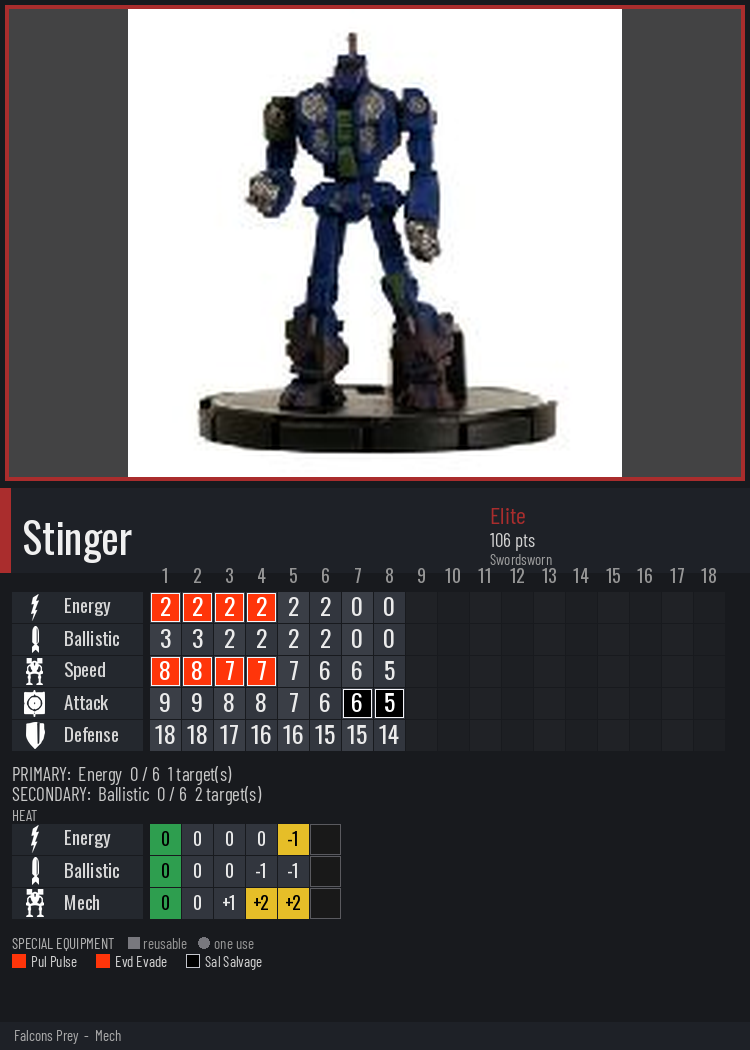 Stinger
Elite
106 pts
Swordsworn
1 2 3 4 5 6 7 8 9 10 11 12 13 14 15 16 17 18
Energy 2 2 2 2 2 2 0 0
Ballistic 3 3 2 2 2 2 0 0
Speed 8 8 7 7 7 6 6 5
Attack 9 9 8 8 7 6 6 5
Defense 18 18 17 16 16 15 15 14
PRIMARY: Energy 0 / 6 1 target(s)
SECONDARY: Ballistic 0 / 6 2 target(s)
HEAT
Energy 0 0 0 0 -1
Ballistic 0 0 0 -1 -1
Mech 0 0 +1 +2 +2
SPECIAL EQUIPMENT reusable one use
Pul Pulse Evd Evade Sal Salvage
Falcons Prey - Mech